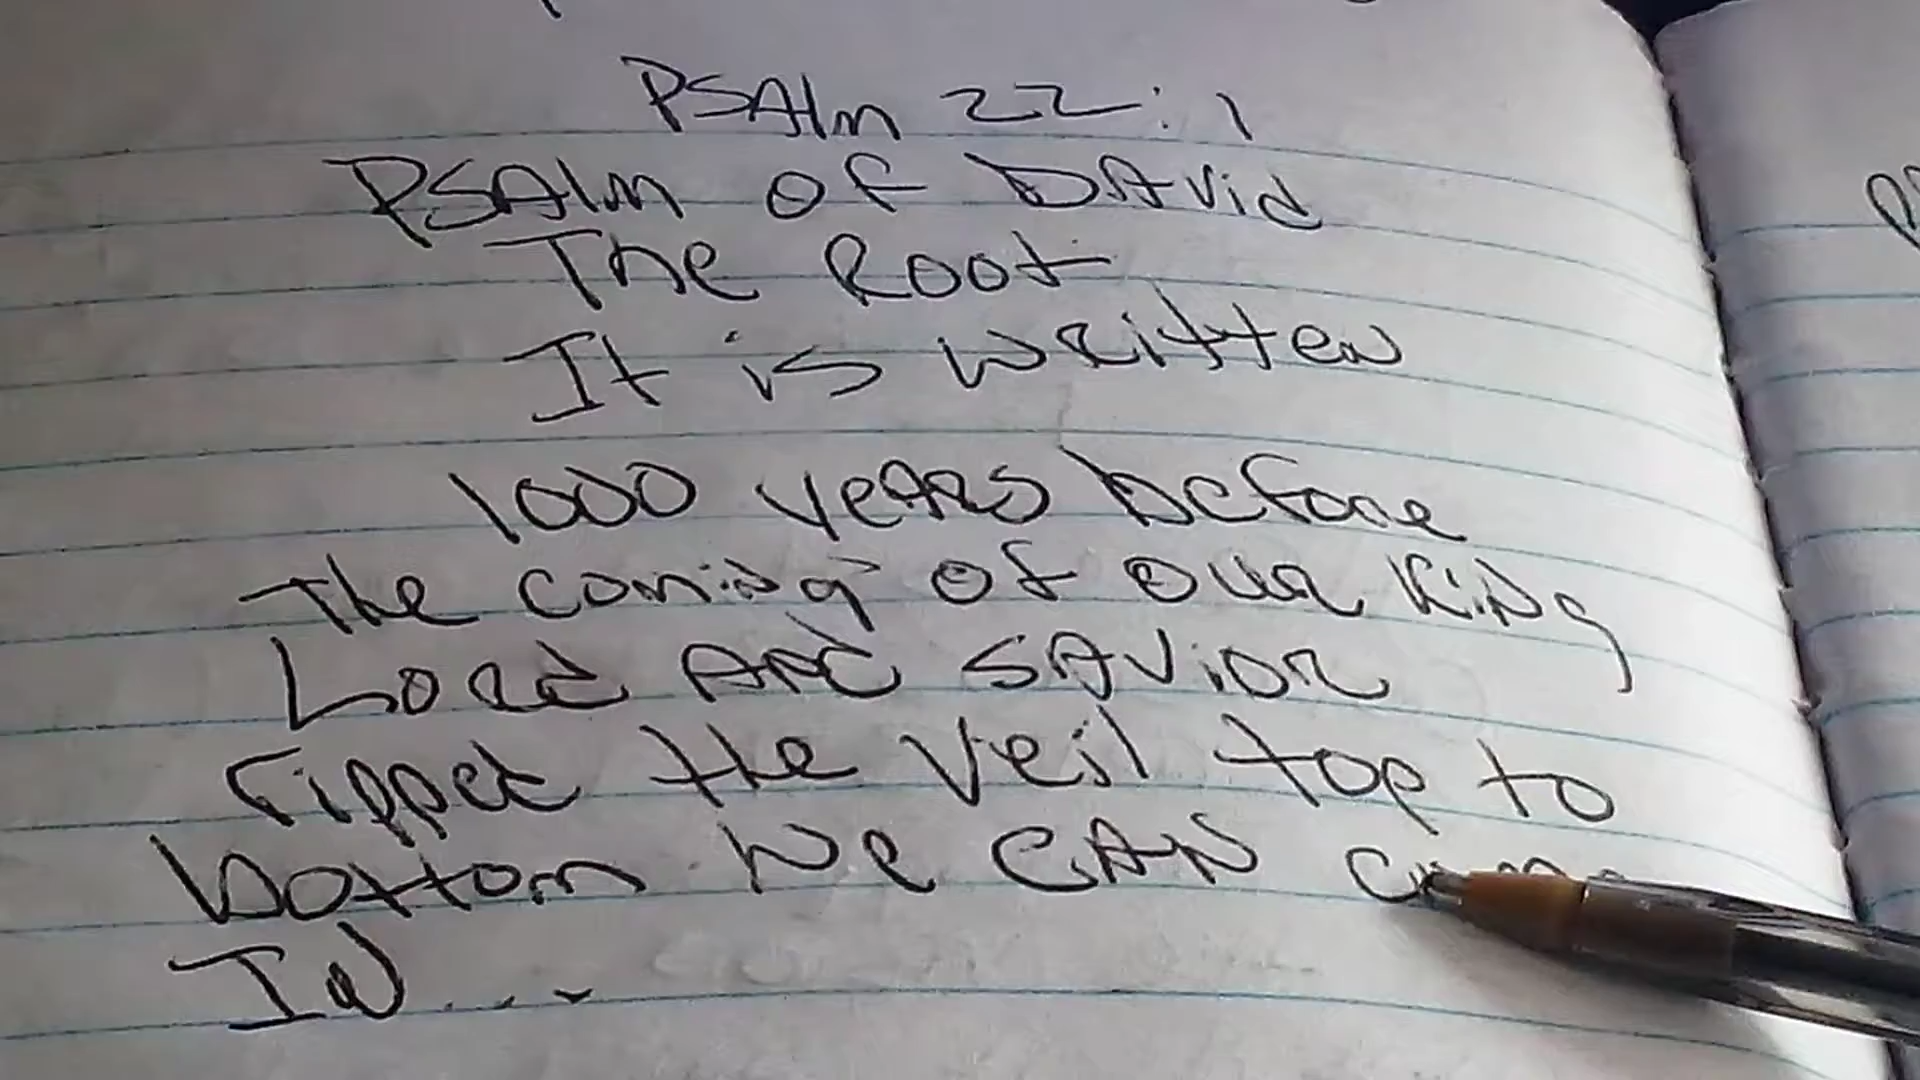 PSAlm 22:1
PSAlm of DAvid
The Root
It is written
1000 years before
The coming of our King
Lord and SAvior
ripped the veil top to
bottom we CAN come
IN...